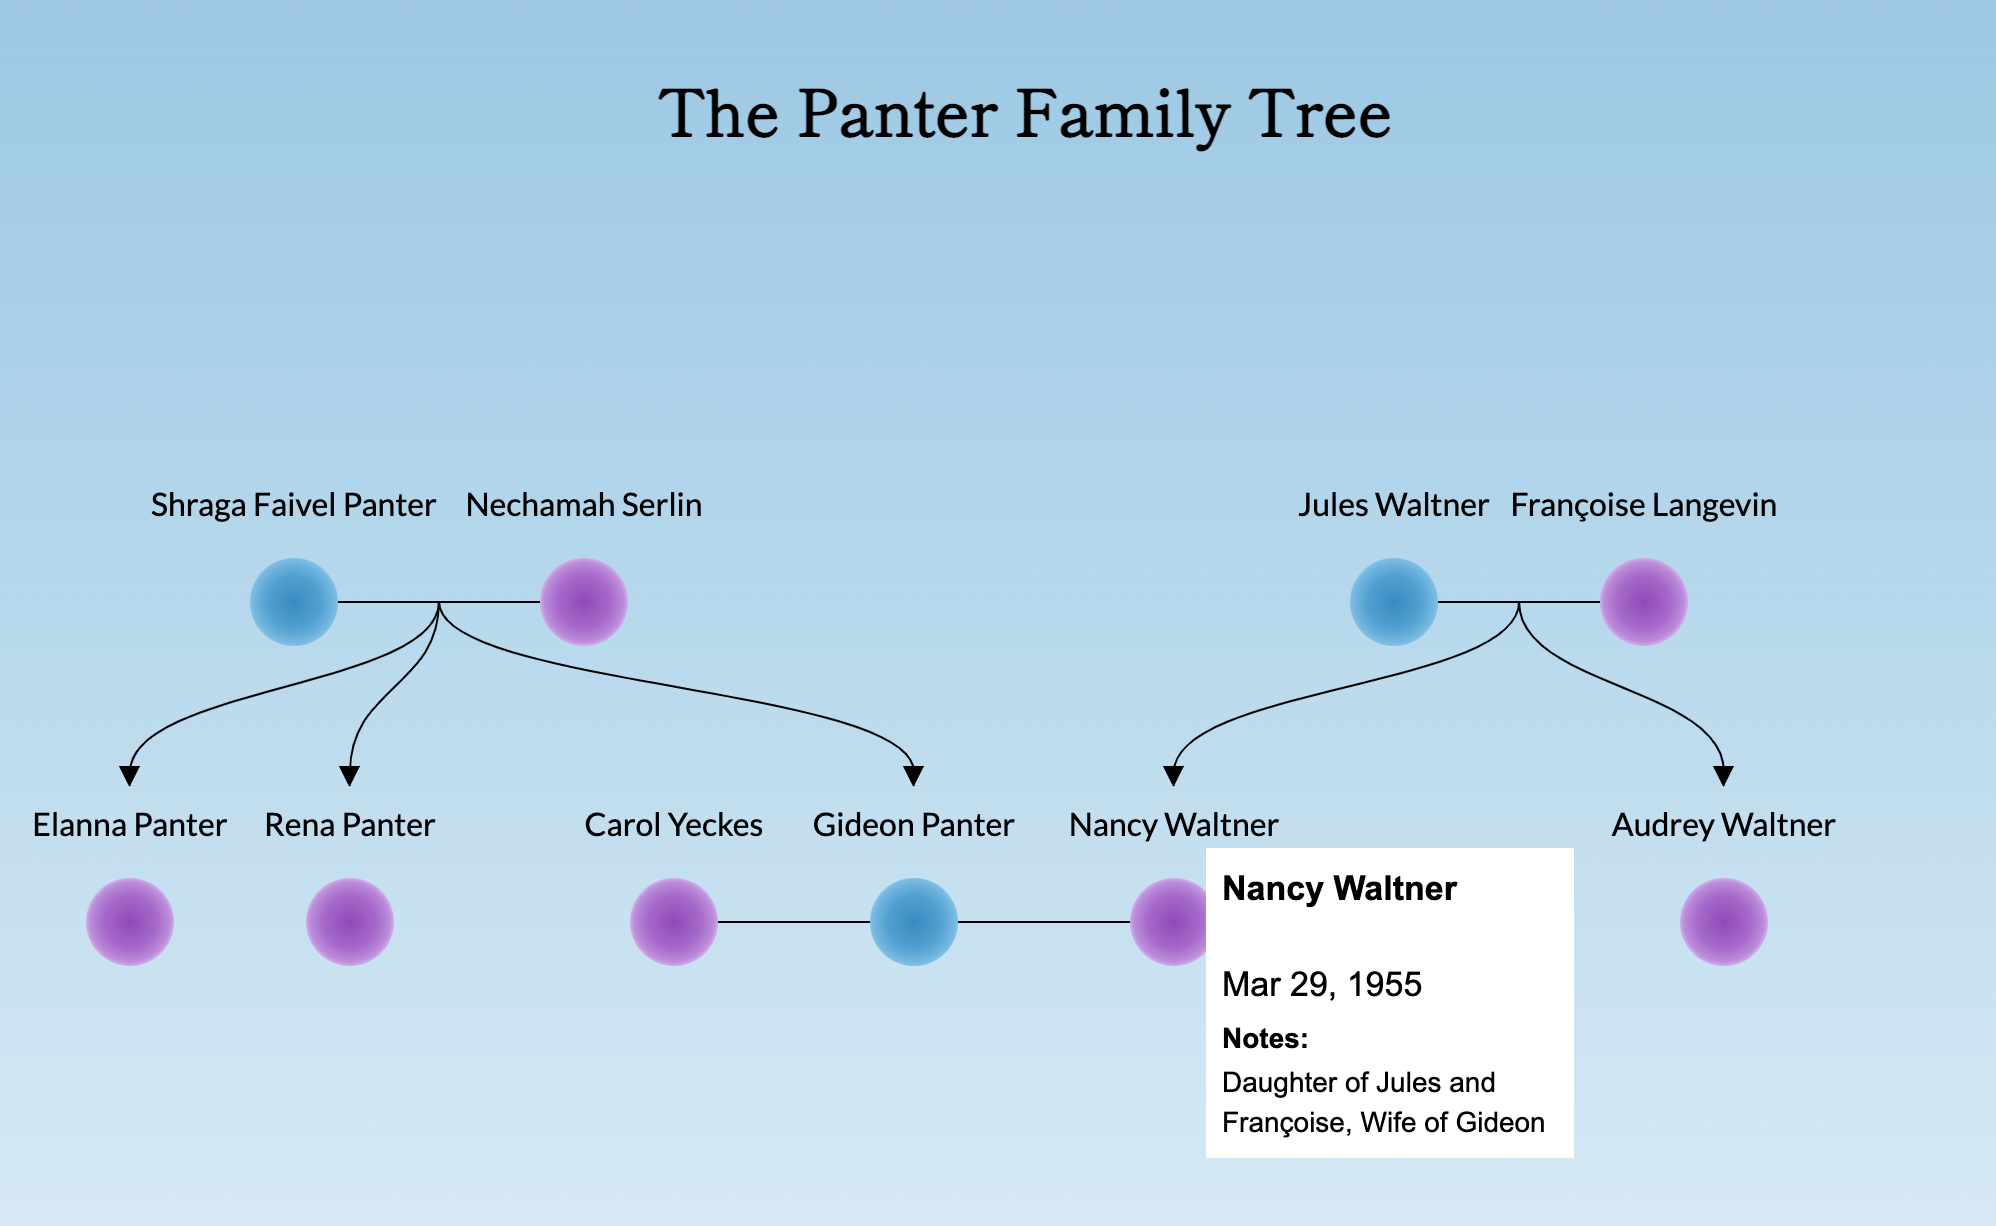 The Panter Family Tree
Shraga Faivel Panter
Nechamah Serlin
Jules Waltner
Françoise Langevin
Elanna Panter
Rena Panter
Carol Yeckes
Gideon Panter
Nancy Waltner
Audrey Waltner
Nancy Waltner
Mar 29, 1955
Notes:
Daughter of Jules and
Françoise, Wife of Gideon